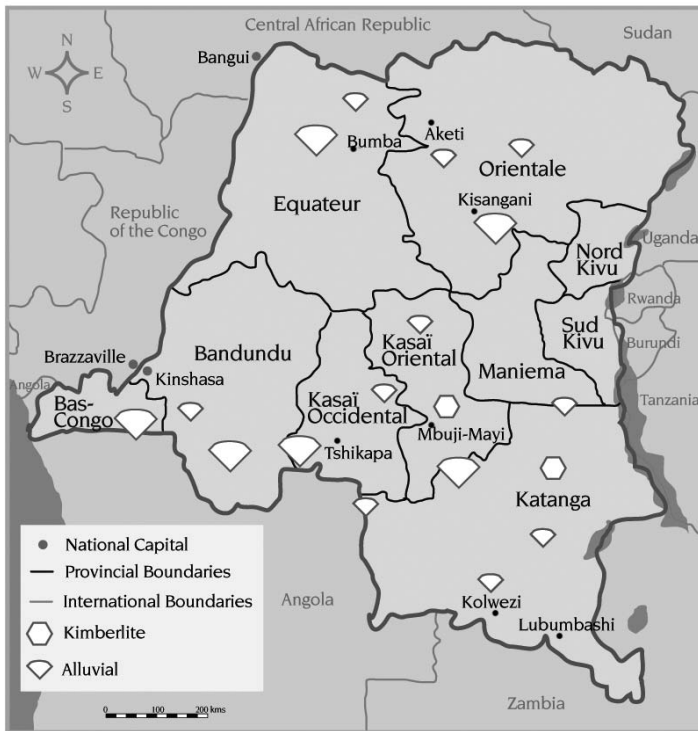 Central African Republic
Sudan
N
W E
S
Bangui
Aketi
Bumba
Orientale
Kisangani
Equateur
Republic
of the Congo
Nord
Kivu
Uganda
Rwanda
Sud
Kivu
Burundi
Kasaï
Oriental
Bandundu
Maniema
Brazzaville
Kinshasa
Angola
Kasaï
Occidental
Tanzania
Bas-
Congo
Mbuji-Mayi
Tshikapa
Katanga
National Capital
Provincial Boundaries
International Boundaries
Kimberlite
Alluvial
Angola
Kolwezi
Lubumbashi
Zambia
0 100 200 kms